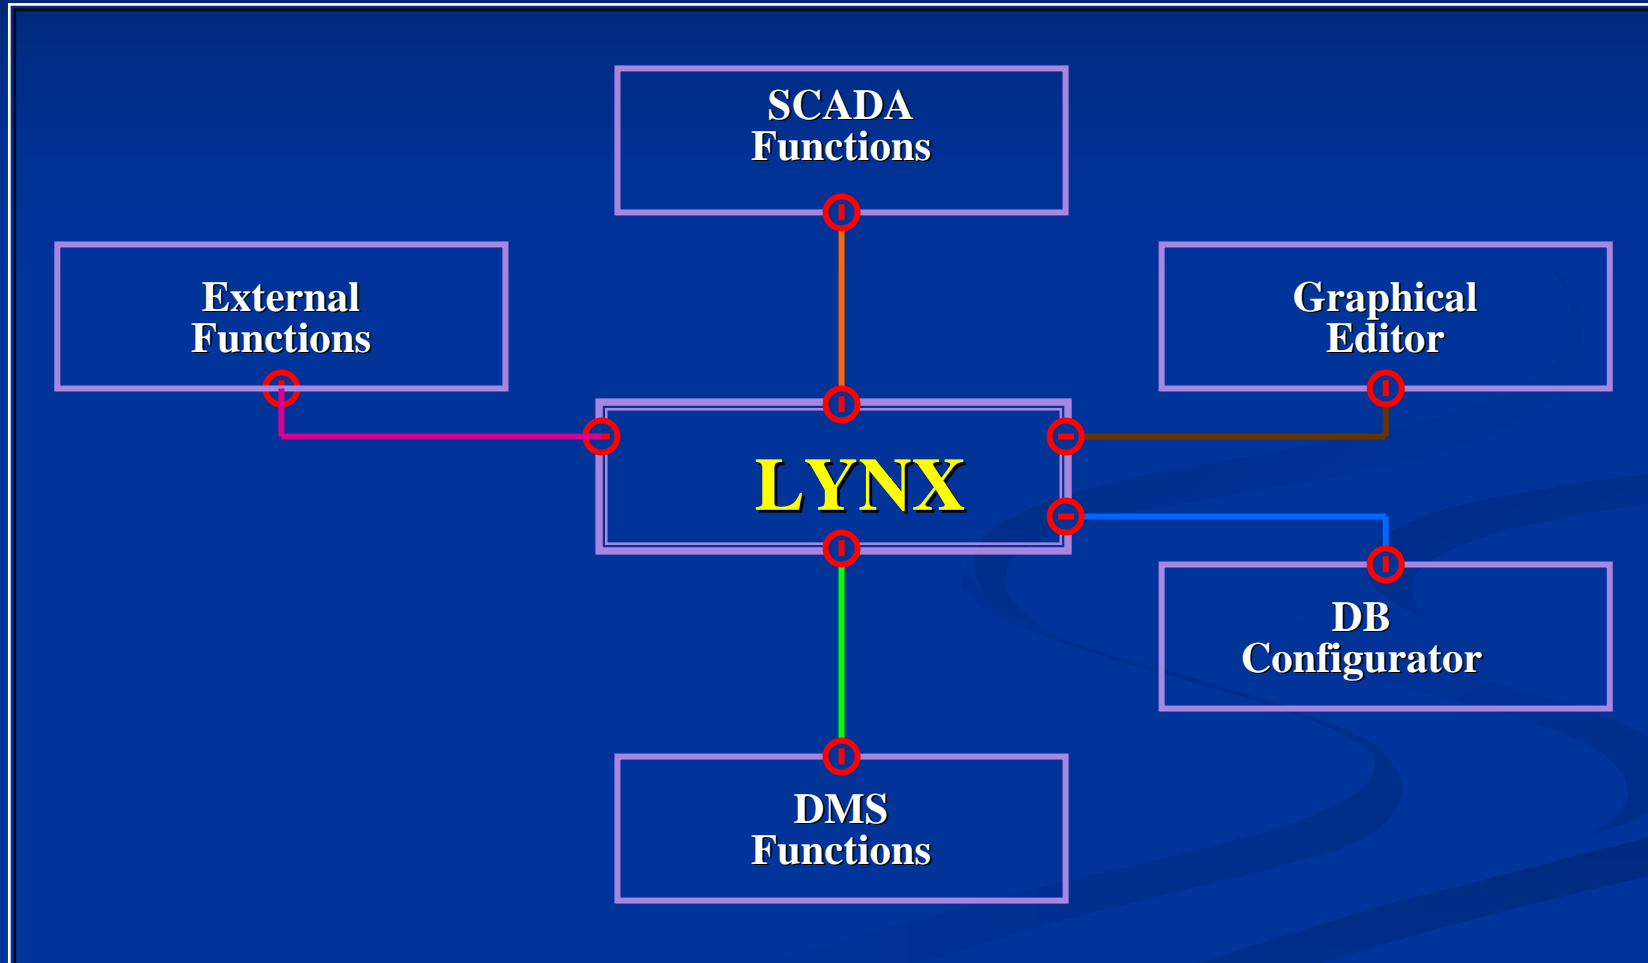 SCADA
Functions
External
Functions
Graphical
Editor
LYNX
DB
Configurator
DMS
Functions